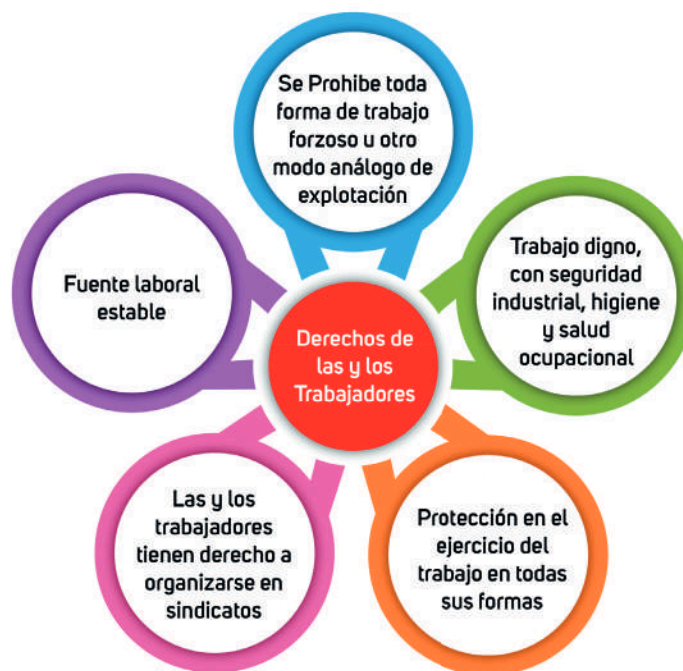 Se Prohibe toda
forma de trabajo
forzoso u otro
modo análogo de
explotación
Trabajo digno,
con seguridad
industrial, higiene
y salud
ocupacional
Protección en el
ejercicio del
trabajo en todas
sus formas
Las y los
trabajadores
tienen derecho a
organizarse en
sindicatos
Fuente laboral
estable
Derechos de
las y los
Trabajadores